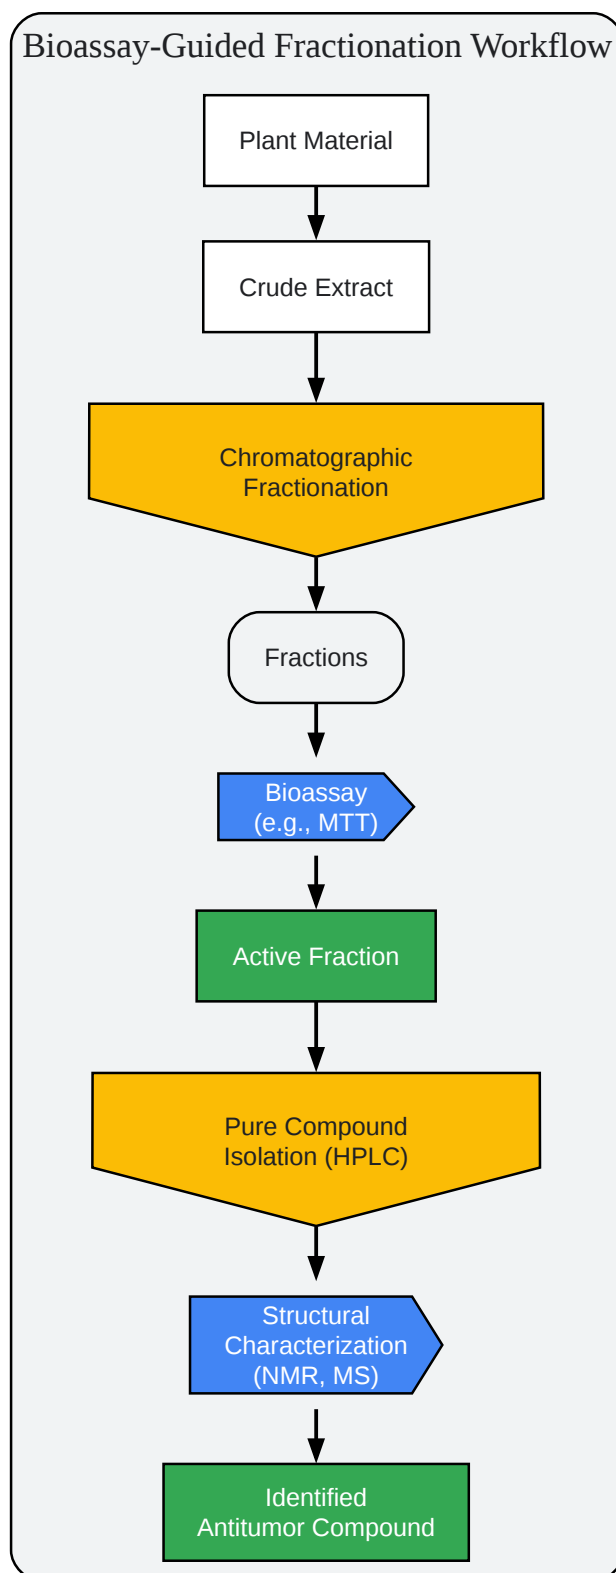 Bioassay-Guided Fractionation Workflow
Plant Material
Crude Extract
Chromatographic
Fractionation
Fractions
Bioassay
(e.g., MTT)
Active Fraction
Pure Compound
Isolation (HPLC)
Structural
Characterization
(NMR, MS)
Identified
Antitumor Compound